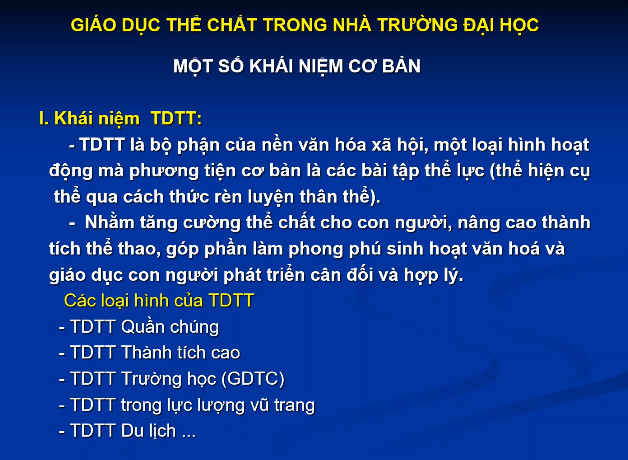 GIÁO DỤC THỂ CHẤT TRONG NHÀ TRƯỜNG ĐẠI HỌC
MỘT SỐ KHÁI NIỆM CƠ BẢN
I. Khái niệm TDTT:
- TDTT là bộ phận của nền văn hóa xã hội, một loại hình hoạt
động mà phương tiện cơ bản là các bài tập thể lực (thể hiện cụ
thể qua cách thức rèn luyện thân thể).
- Nhằm tăng cường thể chất cho con người, nâng cao thành
tích thể thao, góp phần làm phong phú sinh hoạt văn hoá và
giáo dục con người phát triển cân đối và hợp lý.
Các loại hình của TDTT
- TDTT Quần chúng
- TDTT Thành tích cao
- TDTT Trường học (GDTC)
- TDTT trong lực lượng vũ trang
- TDTT Du lịch ...